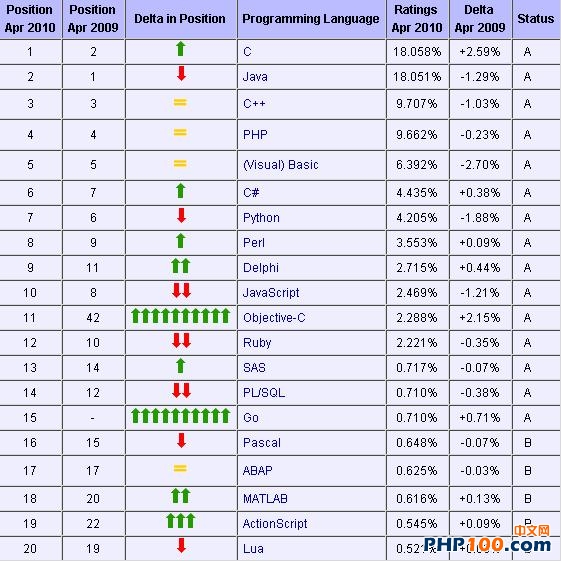 Position Apr 2010 Position Apr 2009 Delta in Position Programming Language Ratings Apr 2010 Delta Apr 2009 Status
1 2 C 18.058% +2.59% A
2 1 Java 18.051% -1.29% A
3 3 = C++ 9.707% -1.03% A
4 4 = PHP 9.662% -0.23% A
5 5 = (Visual) Basic 6.392% -2.70% A
6 7 C# 4.435% +0.38% A
7 6 Python 4.205% -1.88% A
8 9 Perl 3.553% +0.09% A
9 11 Delphi 2.715% +0.44% A
10 8 JavaScript 2.469% -1.21% A
11 42 Objective-C 2.288% +2.15% A
12 10 Ruby 2.221% -0.35% A
13 14 SAS 0.717% -0.07% A
14 12 PL/SQL 0.710% -0.38% A
15 - Go 0.710% +0.71% A
16 15 Pascal 0.648% -0.07% B
17 17 = ABAP 0.625% -0.03% B
18 20 MATLAB 0.616% +0.13% B
19 22 ActionScript 0.545% +0.09% B
20 19 Lua
中文网
PHP100.com